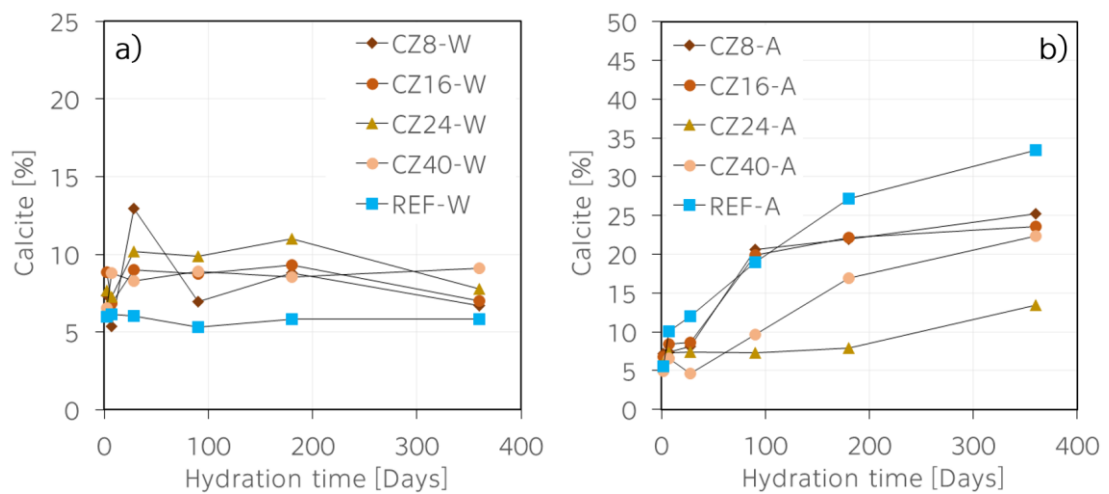 a)
Calcite [%]
25
20
15
10
5
0
0 100 200 300 400
Hydration time [Days]
CZ8-W
CZ16-W
CZ24-W
CZ40-W
REF-W
b)
Calcite [%]
50
45
40
35
30
25
20
15
10
5
0
0 100 200 300 400
Hydration time [Days]
CZ8-A
CZ16-A
CZ24-A
CZ40-A
REF-A